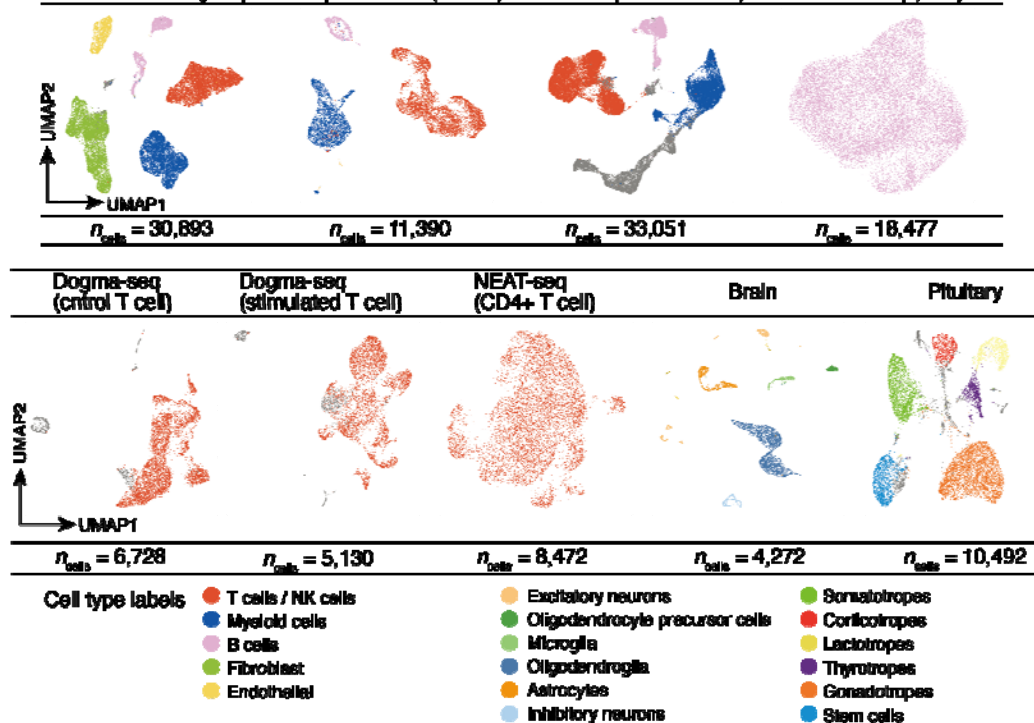 UMAP2
UMAP1
n cells = 30,893
n cells = 11,390
n cells = 33,051
n cells = 18,477
Dogma-seq
(cntrol T cell)
Dogma-seq
(stimulated T cell)
NEAT-seq
(CD4+ T cell)
Brain
Pituitary
UMAP2
UMAP1
n cells = 6,728
n cells = 5,130
n cells = 8,472
n cells = 4,272
n cells = 10,492
Cell type labels
T cells / NK cells
Myeloid cells
B cells
Fibroblast
Endothelial
Excitatory neurons
Oligodendrocyte precursor cells
Microglia
Oligodendroglia
Astrocytes
Inhibitory neurons
Somatotropes
Corticotropes
Lactotropes
Thyrotropes
Gonadotropes
Stem cells